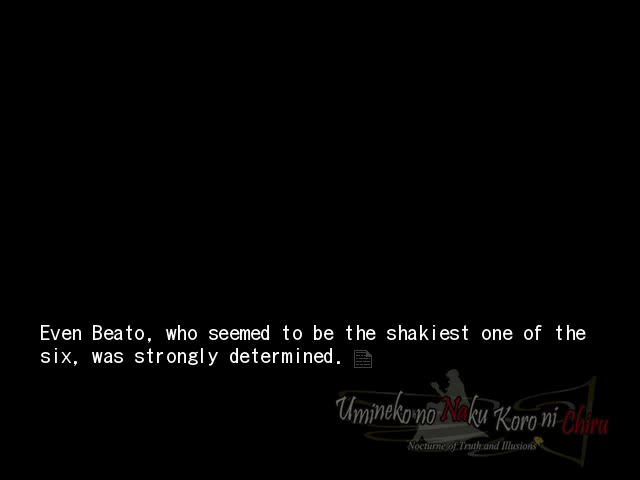 Even Beato, who seemed to be the shakiest one of the
six, was strongly determined.
Umineko no Naku Koro ni Chiru
Nocturne of Truth and Illusions